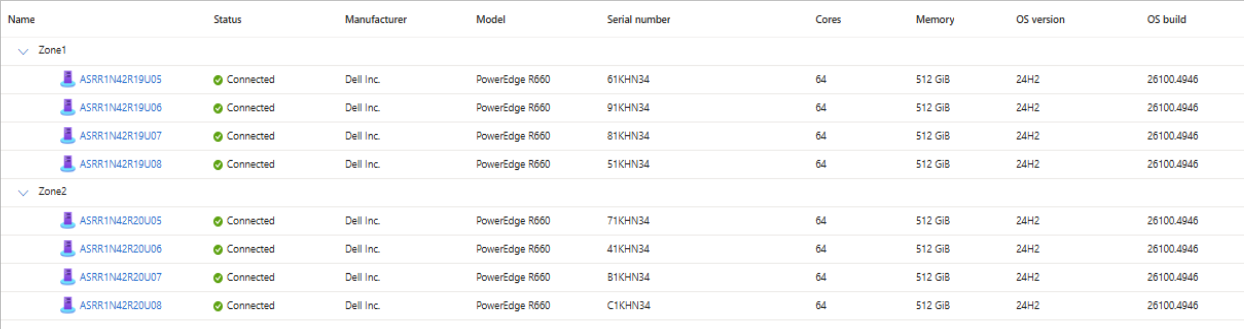 Name Status Manufacturer Model Serial number Cores Memory OS version OS build
Zone1
ASRR1N42R19U05 Connected Dell Inc. PowerEdge R660 61KHN34 64 512 GiB 24H2 26100.4946
ASRR1N42R19U06 Connected Dell Inc. PowerEdge R660 91KHN34 64 512 GiB 24H2 26100.4946
ASRR1N42R19U07 Connected Dell Inc. PowerEdge R660 81KHN34 64 512 GiB 24H2 26100.4946
ASRR1N42R19U08 Connected Dell Inc. PowerEdge R660 51KHN34 64 512 GiB 24H2 26100.4946
Zone2
ASRR1N42R20U05 Connected Dell Inc. PowerEdge R660 71KHN34 64 512 GiB 24H2 26100.4946
ASRR1N42R20U06 Connected Dell Inc. PowerEdge R660 41KHN34 64 512 GiB 24H2 26100.4946
ASRR1N42R20U07 Connected Dell Inc. PowerEdge R660 B1KHN34 64 512 GiB 24H2 26100.4946
ASRR1N42R20U08 Connected Dell Inc. PowerEdge R660 C1KHN34 64 512 GiB 24H2 26100.4946